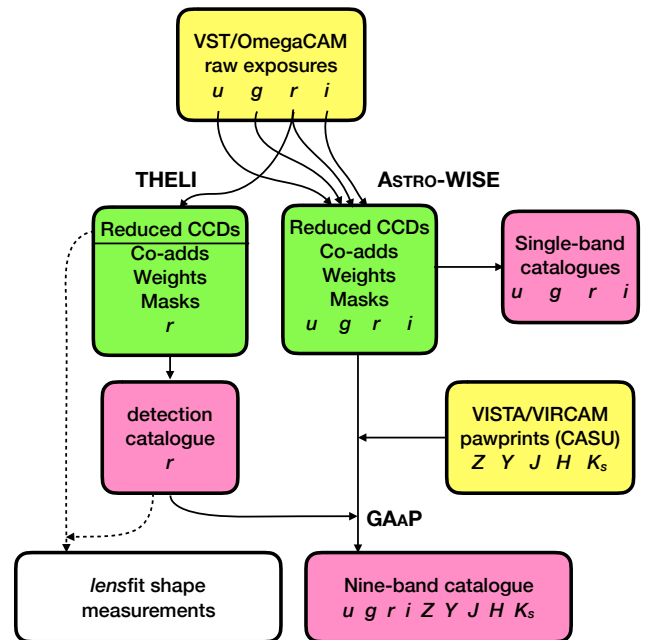 VST/OmegaCAM
raw exposures
u g r i
THELI
ASTRO-WISE
Reduced CCDs
Co-adds
Weights
Masks
r
Reduced CCDs
Co-adds
Weights
Masks
u g r i
Single-band
catalogues
u g r i
detection
catalogue
r
VISTA/VIRCAM
pawprints (CASU)
Z Y J H Ks
GAAP
lensfit shape
measurements
Nine-band catalogue
u g r i Z Y J H Ks